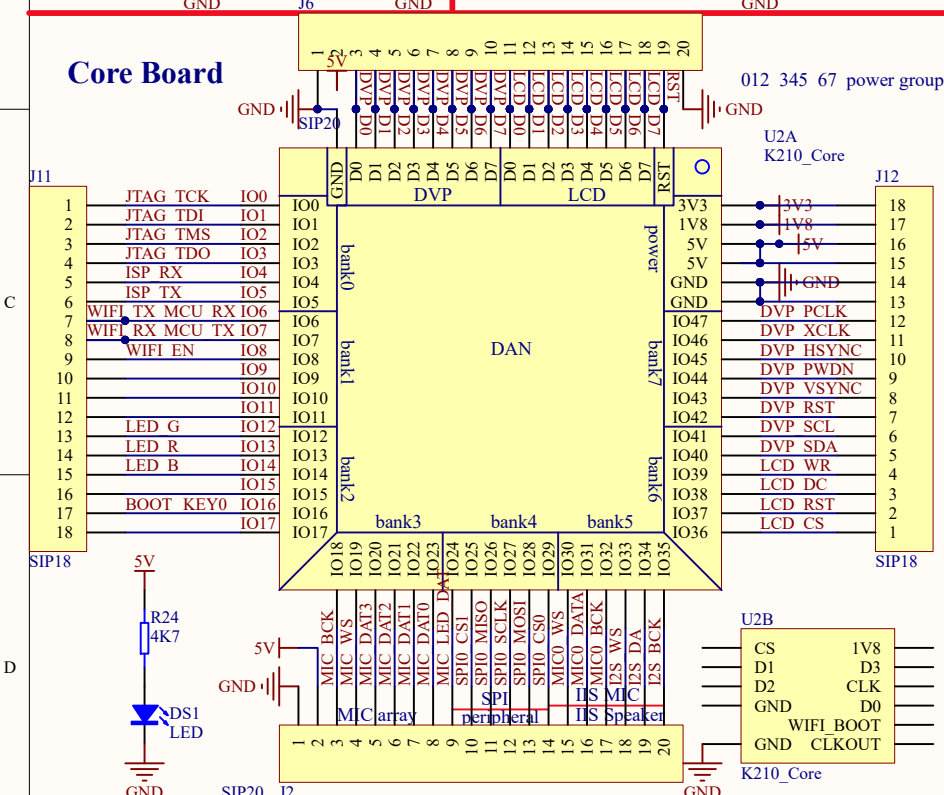 GND
GND
GND
J6
1 2 3 4 5 6 7 8 9 10 11 12 13 14 15 16 17 18 19 20
Core Board
5V
DVP D0
DVP D1
DVP D2
DVP D3
DVP D4
DVP D5
DVP D6
DVP D7
LCD D0
LCD D1
LCD D2
LCD D3
LCD D4
LCD D5
LCD D6
LCD D7
RST
012 345 67 power group
GND
SIP20
GND
U2A
K210_Core
GND D0 D1 D2 D3 D4 D5 D6 D7 D0 D1 D2 D3 D4 D5 D6 D7 RST
DVP LCD
J11
1 JTAG TCK IO0 IO0
2 JTAG TDI IO1 IO1
3 JTAG TMS IO2 IO2
4 JTAG TDO IO3 IO3
5 ISP RX IO4 IO4
6 ISP TX IO5 IO5
7 WIFI TX MCU RX IO6 IO6
8 WIFI RX MCU TX IO7 IO7
9 WIFI EN IO8 IO8
10 IO9 IO9
11 IO10 IO10
12 IO11 IO11
13 LED G IO12 IO12
14 LED R IO13 IO13
15 LED B IO14 IO14
16 IO15 IO15
17 BOOT KEY0 IO16 IO16
18 IO17 IO17
SIP18
bank0
bank1
bank2
DAN
power
bank7
bank6
bank3 bank4 bank5
J12
3V3 3V3 18
1V8 1V8 17
5V 5V 16
5V 15
GND GND 14
GND 13
IO47 DVP PCLK 12
IO46 DVP XCLK 11
IO45 DVP HSYNC 10
IO44 DVP PWDN 9
IO43 DVP VSYNC 8
IO42 DVP RST 7
IO41 DVP SCL 6
IO40 DVP SDA 5
IO39 LCD WR 4
IO38 LCD DC 3
IO37 LCD RST 2
IO36 LCD CS 1
SIP18
C
D
IO18 IO19 IO20 IO21 IO22 IO23 IO24 IO25 IO26 IO27 IO28 IO29 IO30 IO31 IO32 IO33 IO34 IO35
MIC BCK
MIC WS
MIC DAT3
MIC DAT2
MIC DAT1
MIC DAT0
MIC LED DAT
SPI0 CS1
SPI0 MISO
SPI0 SCLK
SPI0 MOSI
SPI0 CS0
MIC0 WS
MIC0 DATA
MIC0 BCK
I2S WS
I2S DA
I2S BCK
5V
GND
MIC array
SPI
peripheral
IIS MIC
IIS Speaker
1 2 3 4 5 6 7 8 9 10 11 12 13 14 15 16 17 18 19 20
SIP20 J2
5V
R24
4K7
DS1
LED
GND
U2B
CS 1V8
D1 D3
D2 CLK
GND D0
WIFI_BOOT
GND CLKOUT
K210_Core
GND